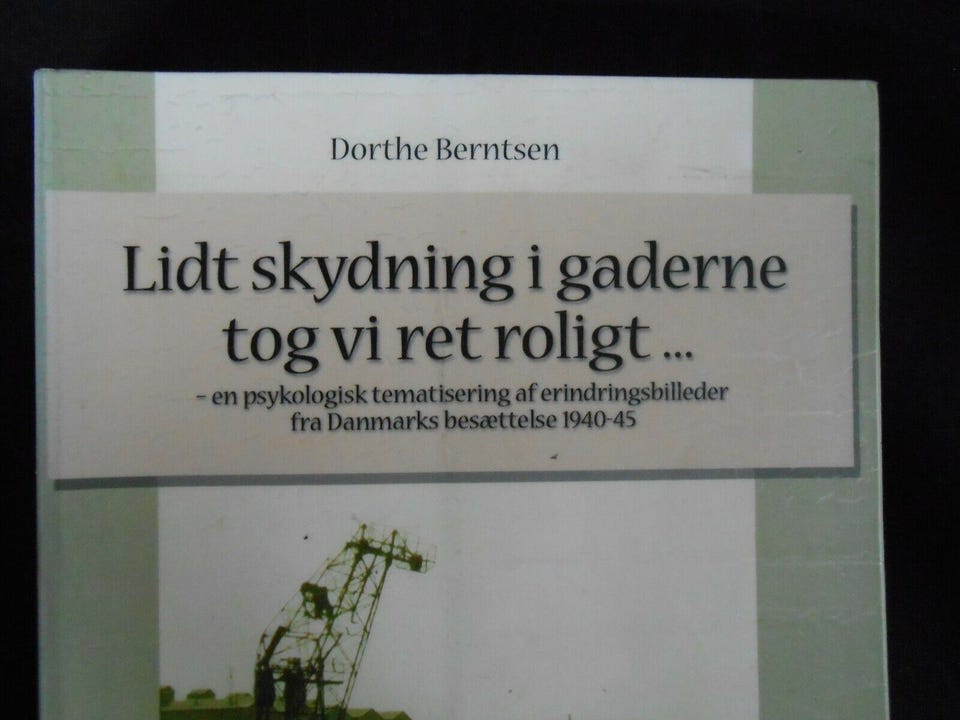 Dorthe Berntsen
Lidt skydning i gaderne
tog vi ret roligt ...
– en psykologisk tematisering af erindringsbilleder
fra Danmarks besættelse 1940-45